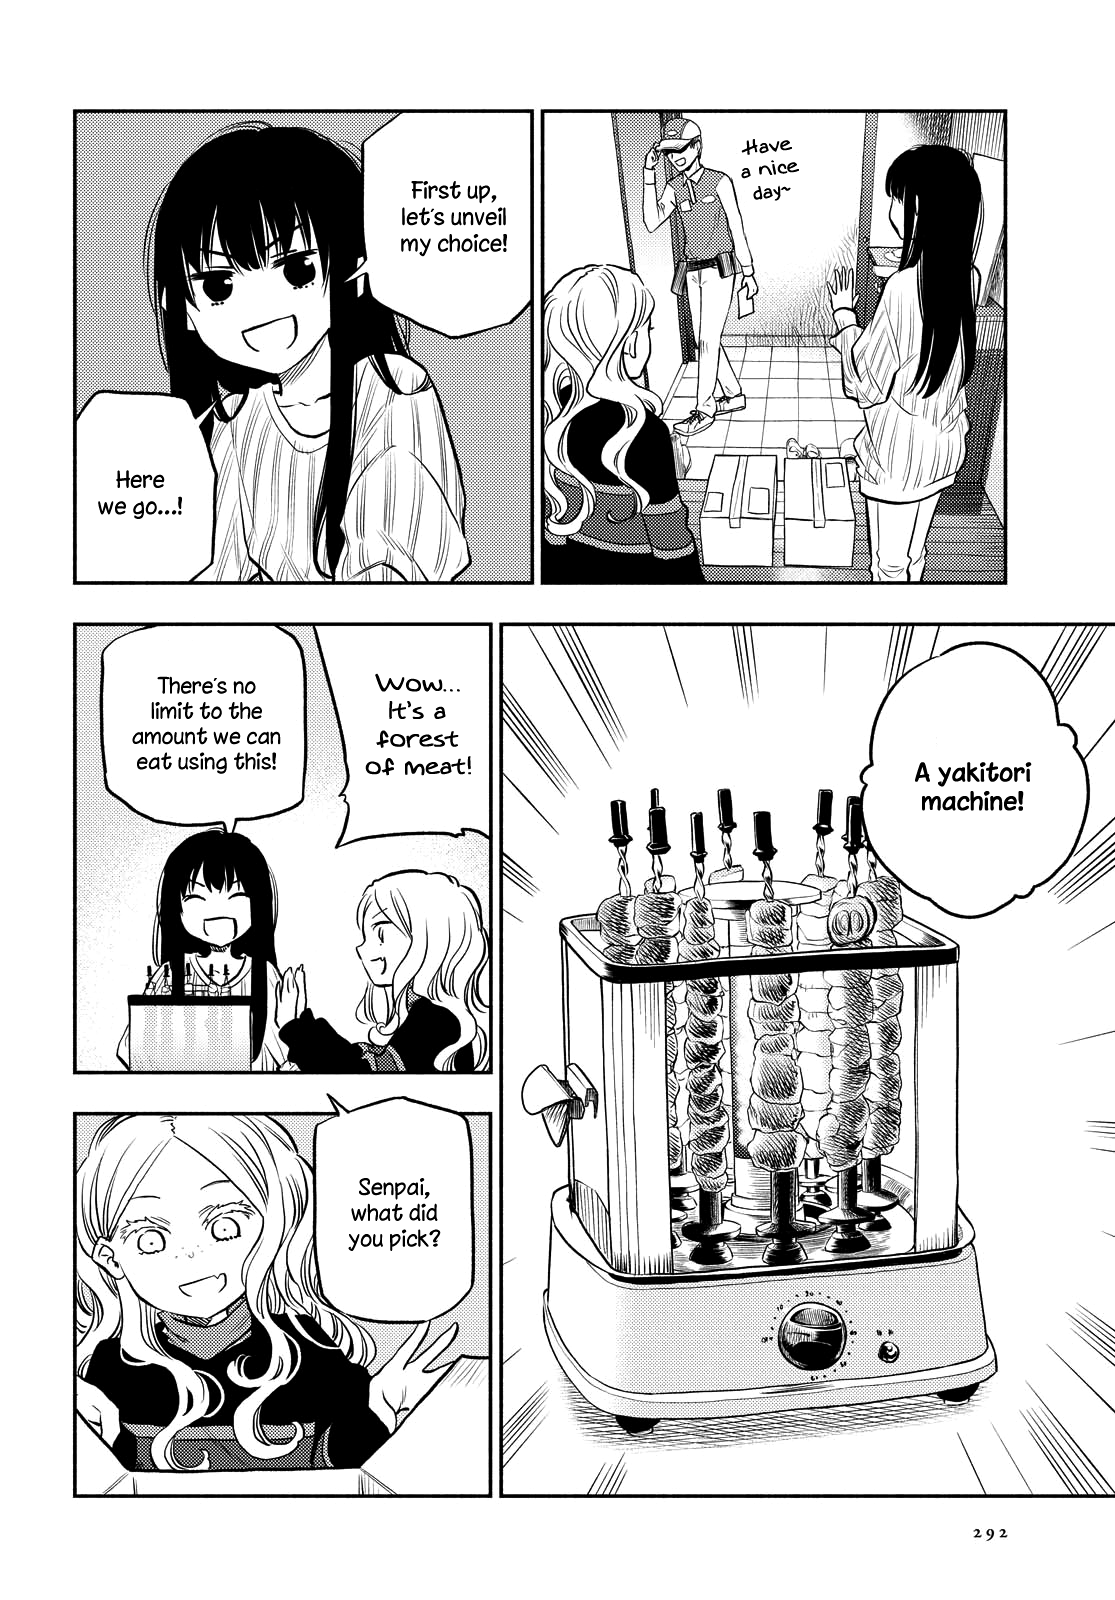 Have
a nice
day~
First up,
let's unveil
my choice!
Here
we go...!
A yakitori
machine!
Wow...
It's a
forest
of meat!
There's no
limit to the
amount we can
eat using this!
Senpai,
what did
you pick?
292